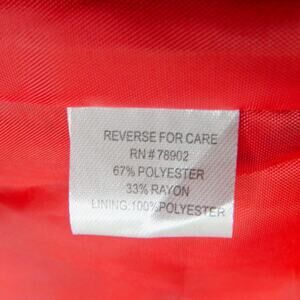 REVERSE FOR CARE
RN # 78902
67% POLYESTER
33% RAYON
LINING:100%POLYESTER